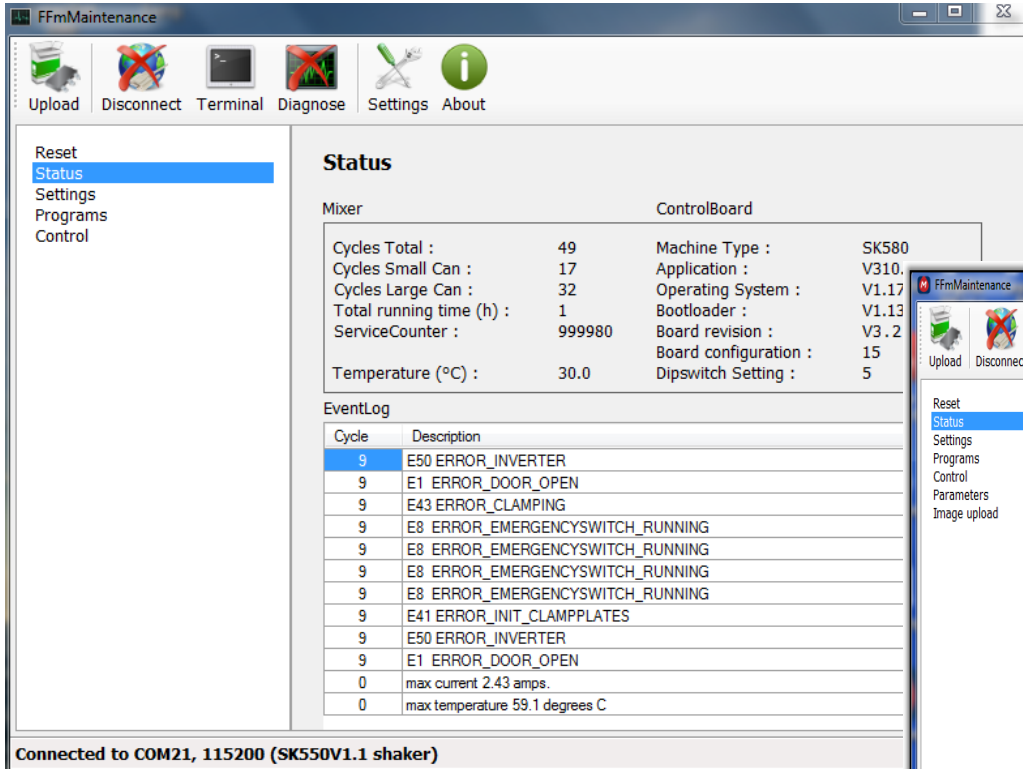 FFmMaintenance
Upload Disconnect Terminal Diagnose Settings About
Reset
Status
Settings
Programs
Control
Status
Mixer ControlBoard
Cycles Total : 49 Machine Type : SK580
Cycles Small Can : 17 Application : V310.
Cycles Large Can : 32 Operating System : V1.17
Total running time (h) : 1 Bootloader : V1.13
ServiceCounter : 999980 Board revision : V3.2
Board configuration : 15
Temperature (°C) : 30.0 Dipswitch Setting : 5
EventLog
Cycle Description
9 E50 ERROR_INVERTER
9 E1 ERROR_DOOR_OPEN
9 E43 ERROR_CLAMPING
9 E8 ERROR_EMERGENCYSWITCH_RUNNING
9 E8 ERROR_EMERGENCYSWITCH_RUNNING
9 E8 ERROR_EMERGENCYSWITCH_RUNNING
9 E8 ERROR_EMERGENCYSWITCH_RUNNING
9 E41 ERROR_INIT_CLAMPPLATES
9 E50 ERROR_INVERTER
9 E1 ERROR_DOOR_OPEN
0 max current 2.43 amps.
0 max temperature 59.1 degrees C
Connected to COM21, 115200 (SK550V1.1 shaker)
FFmMaintenance
Upload Disconnec
Reset
Status
Settings
Programs
Control
Parameters
Image upload